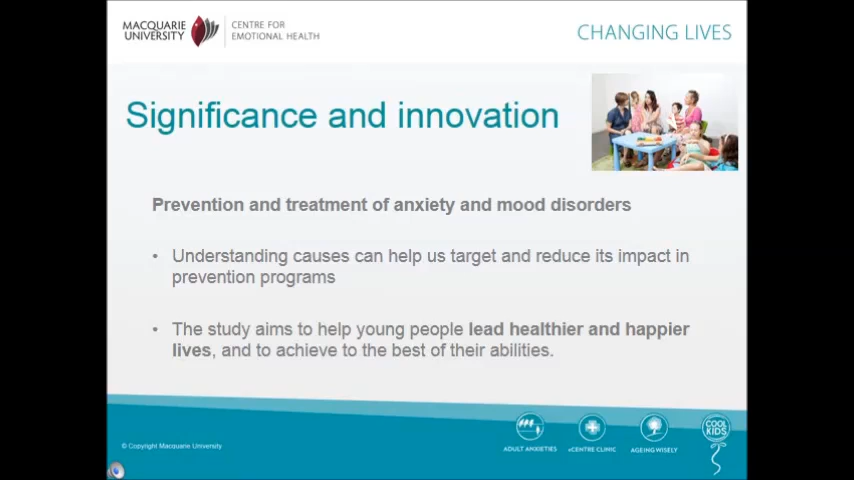 MACQUARIE
UNIVERSITY
CENTRE FOR
EMOTIONAL HEALTH
CHANGING LIVES
Significance and innovation
Prevention and treatment of anxiety and mood disorders
• Understanding causes can help us target and reduce its impact in
prevention programs
• The study aims to help young people lead healthier and happier
lives, and to achieve to the best of their abilities.
© Copyright Macquarie University
ADULT ANXIETIES
eCENTRE CLINIC
AGEING WISELY
COOL
KIDS